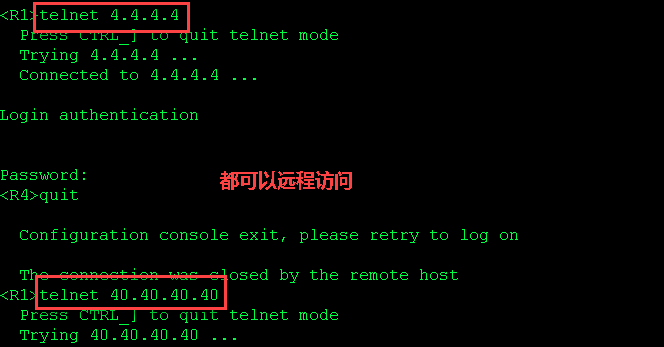 <R1>telnet 4.4.4.4
Press CTRL_] to quit telnet mode
Trying 4.4.4.4 ...
Connected to 4.4.4.4 ...
Login authentication
Password:
都可以远程访问
<R4>quit
Configuration console exit, please retry to log on
The connection was closed by the remote host
<R1>telnet 40.40.40.40
Press CTRL_] to quit telnet mode
Trying 40.40.40.40 ...